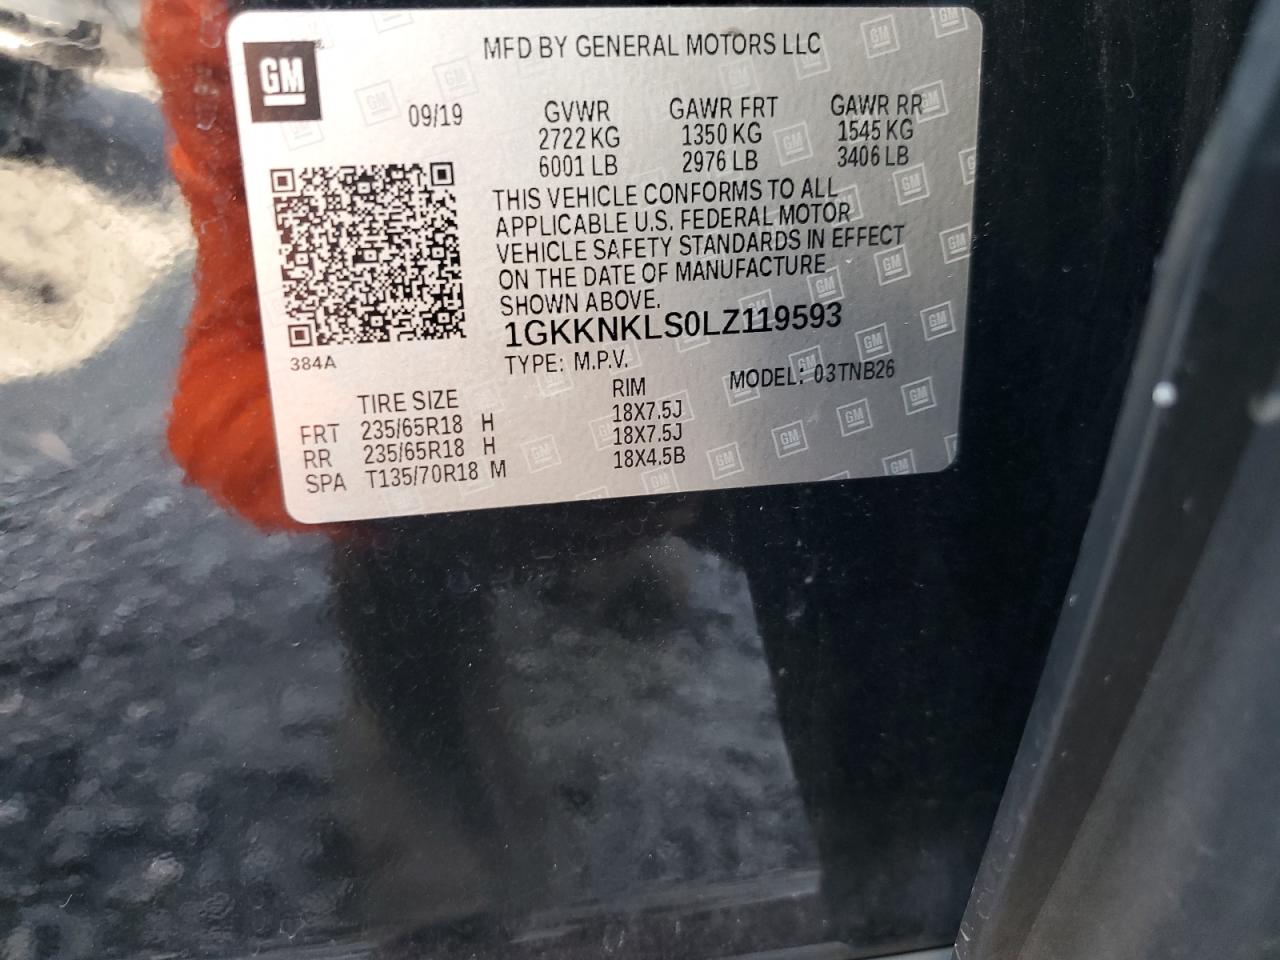 GM
MFD BY GENERAL MOTORS LLC
09/19
GVWR GAWR FRT GAWR RR
2722 KG 1350 KG 1545 KG
6001 LB 2976 LB 3406 LB
THIS VEHICLE CONFORMS TO ALL
APPLICABLE U.S. FEDERAL MOTOR
VEHICLE SAFETY STANDARDS IN EFFECT
ON THE DATE OF MANUFACTURE
SHOWN ABOVE.
1GKKNKLS0LZ119593
384A
TYPE: M.P.V. MODEL: 03TNB26
TIRE SIZE RIM
FRT 235/65R18 H 18X7.5J
RR 235/65R18 H 18X7.5J
SPA T135/70R18 M 18X4.5B